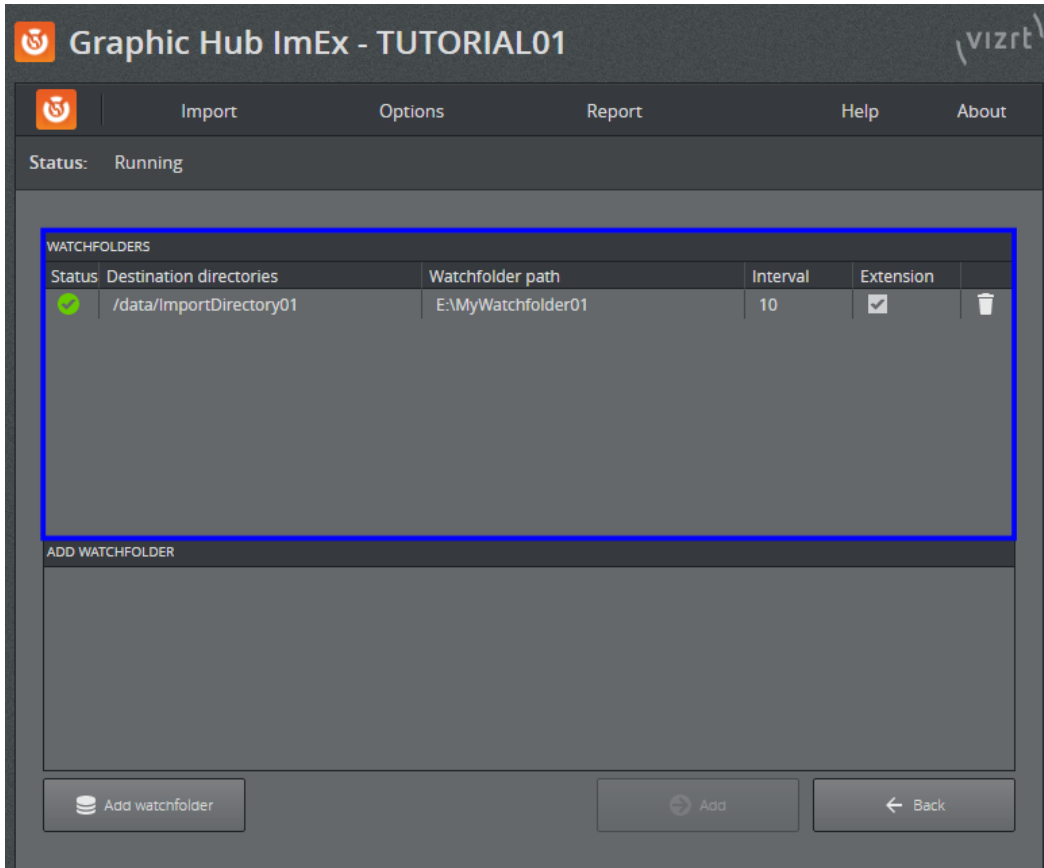 Graphic Hub ImEx - TUTORIAL01
vizrt
Import Options Report Help About
Status: Running
WATCHFOLDERS
Status Destination directories Watchfolder path Interval Extension
/data/ImportDirectory01 E:\MyWatchfolder01 10
ADD WATCHFOLDER
Add watchfolder Add Back